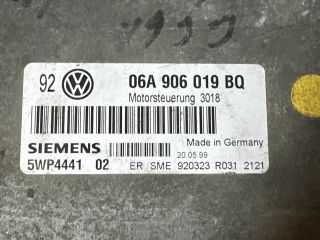 92 06A 906 019 BQ
Motorsteuerung 3018
SIEMENS Made in Germany
20.05.99
5WP4441 02 ER SME 920323 R031 2121